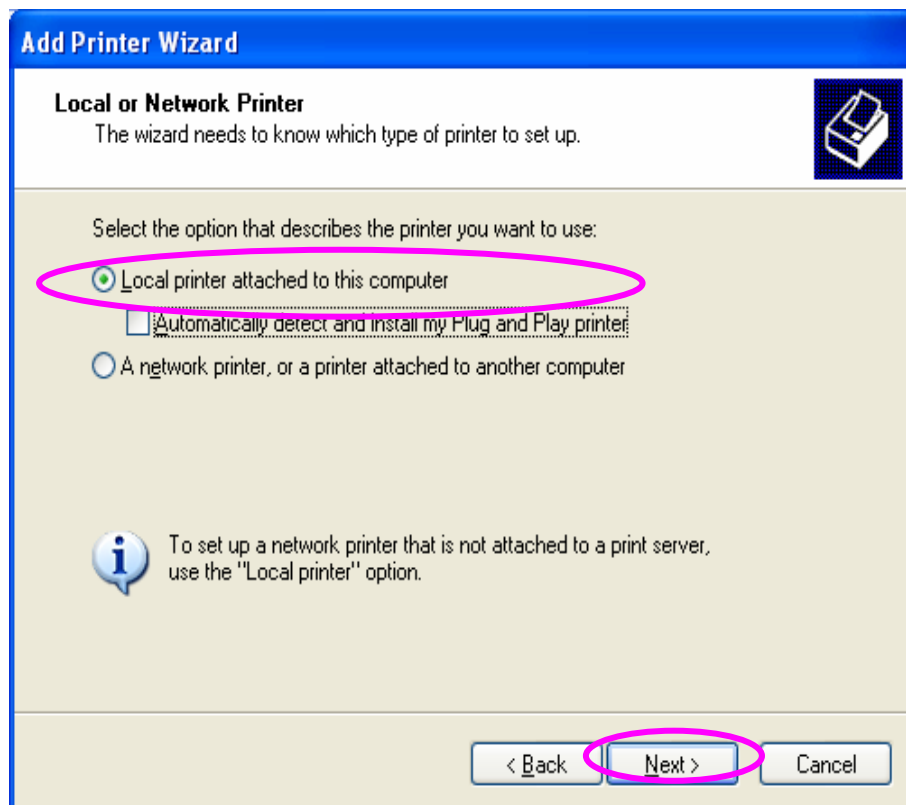 Add Printer Wizard
Local or Network Printer
The wizard needs to know which type of printer to set up.
Select the option that describes the printer you want to use:
Local printer attached to this computer
Automatically detect and install my Plug and Play printer
A network printer, or a printer attached to another computer
To set up a network printer that is not attached to a print server,
use the "Local printer" option.
< Back Next > Cancel